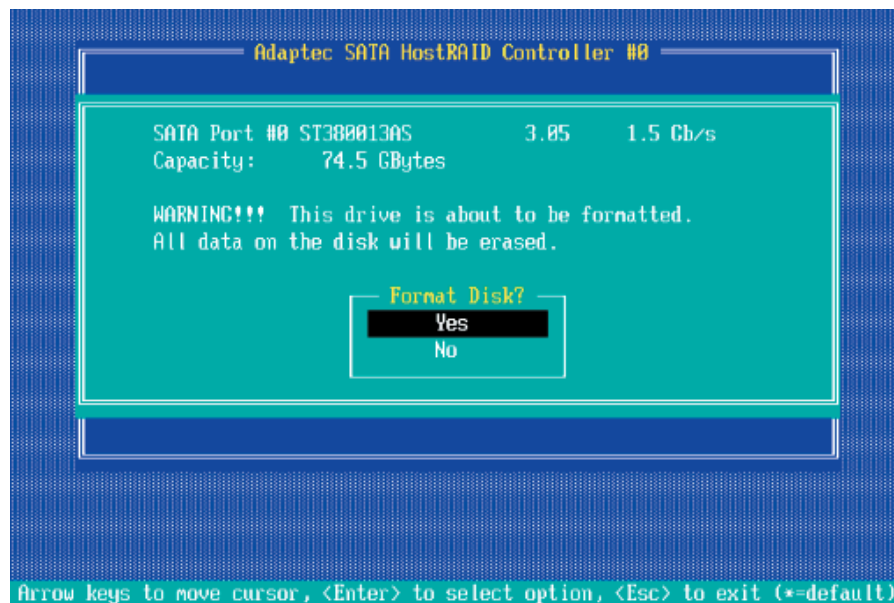 Adaptec SATA HostRAID Controller #0
SATA Port #0 ST380013AS 3.05 1.5 Gb/s
Capacity: 74.5 GBytes
WARNING!!! This drive is about to be formatted.
All data on the disk will be erased.
Format Disk?
Yes
No
Arrow keys to move cursor, <Enter> to select option, <Esc> to exit (*=default)